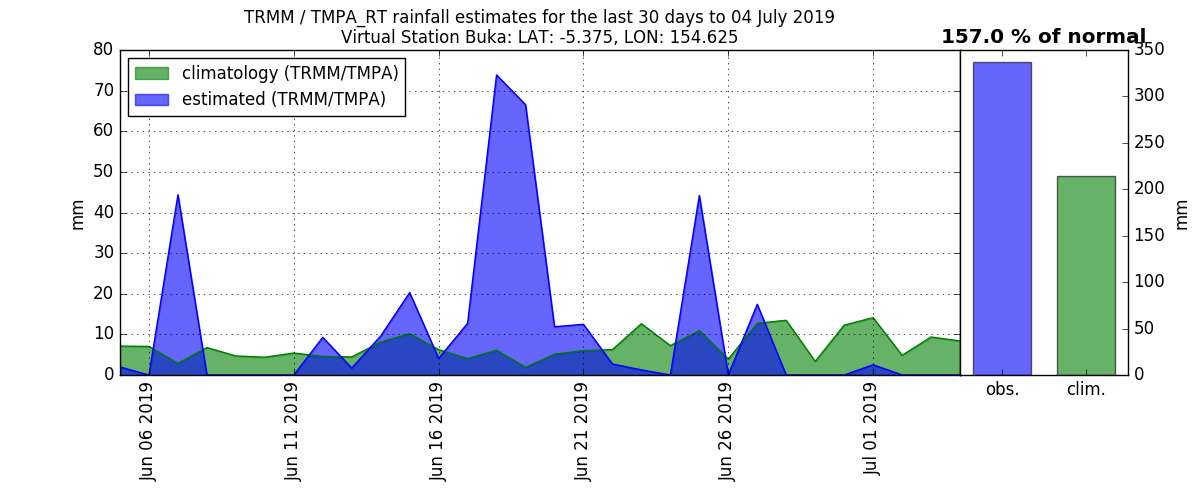 TRMM / TMPA_RT rainfall estimates for the last 30 days to 04 July 2019
Virtual Station Buka: LAT: -5.375, LON: 154.625
157.0 % of normal
climatology (TRMM/TMPA)
estimated (TRMM/TMPA)
80
70
60
50
40
30
20
10
0
mm
Jun 06 2019
Jun 11 2019
Jun 16 2019
Jun 21 2019
Jun 26 2019
Jul 01 2019
350
300
250
200
150
100
50
0
mm
obs.
clim.